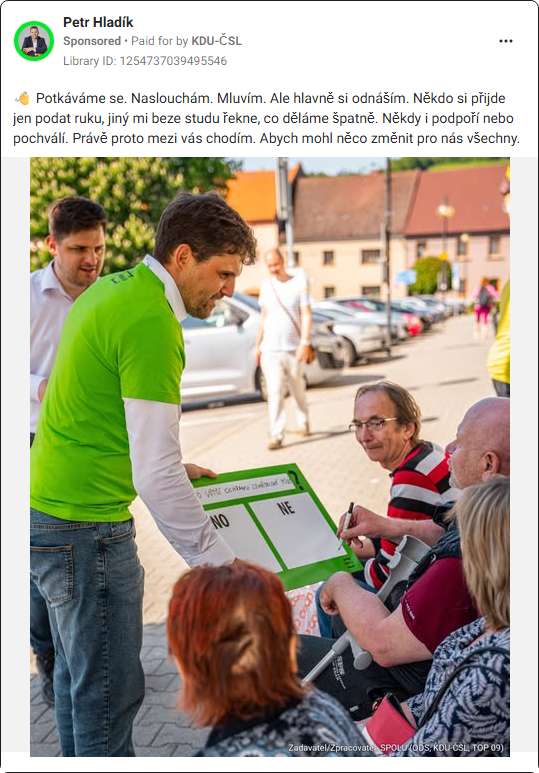 Petr Hladík
Sponsored • Paid for by KDU-ČSL
Library ID: 1254737039495546
Potkáváme se. Naslouchám. Mluvím. Ale hlavně si odnáším. Někdo si přijde
jen podat ruku, jiný mi beze studu řekne, co děláme špatně. Někdy i podpoří nebo
pochválí. Právě proto mezi vás chodím. Abych mohl něco změnit pro nás všechny.
NO NE
Zadavatel/Zpracovatel: SPOLU (ODS, KDU-ČSL, TOP 09)